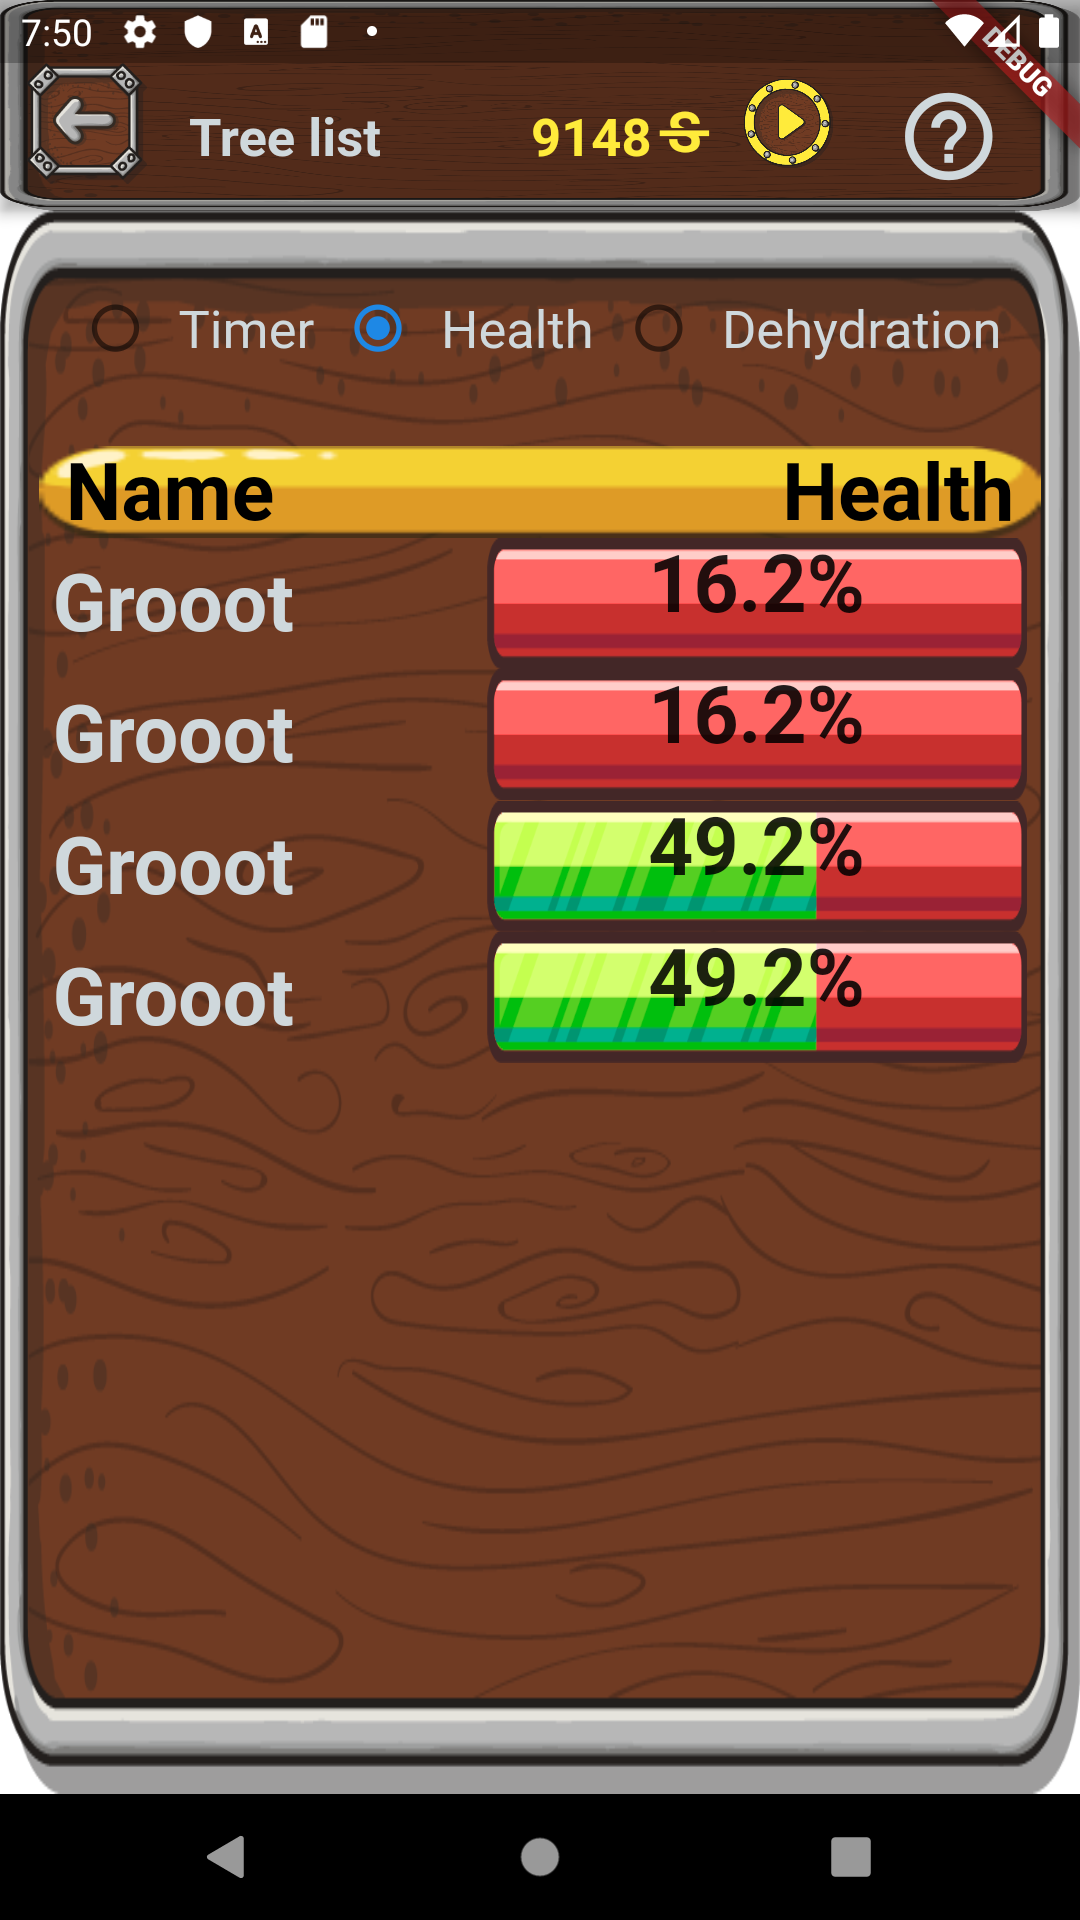 7:50
DEBUG
Tree list 9148 S
Timer Health Dehydration
Name Health
Grooot 16.2%
Grooot 16.2%
Grooot 49.2%
Grooot 49.2%